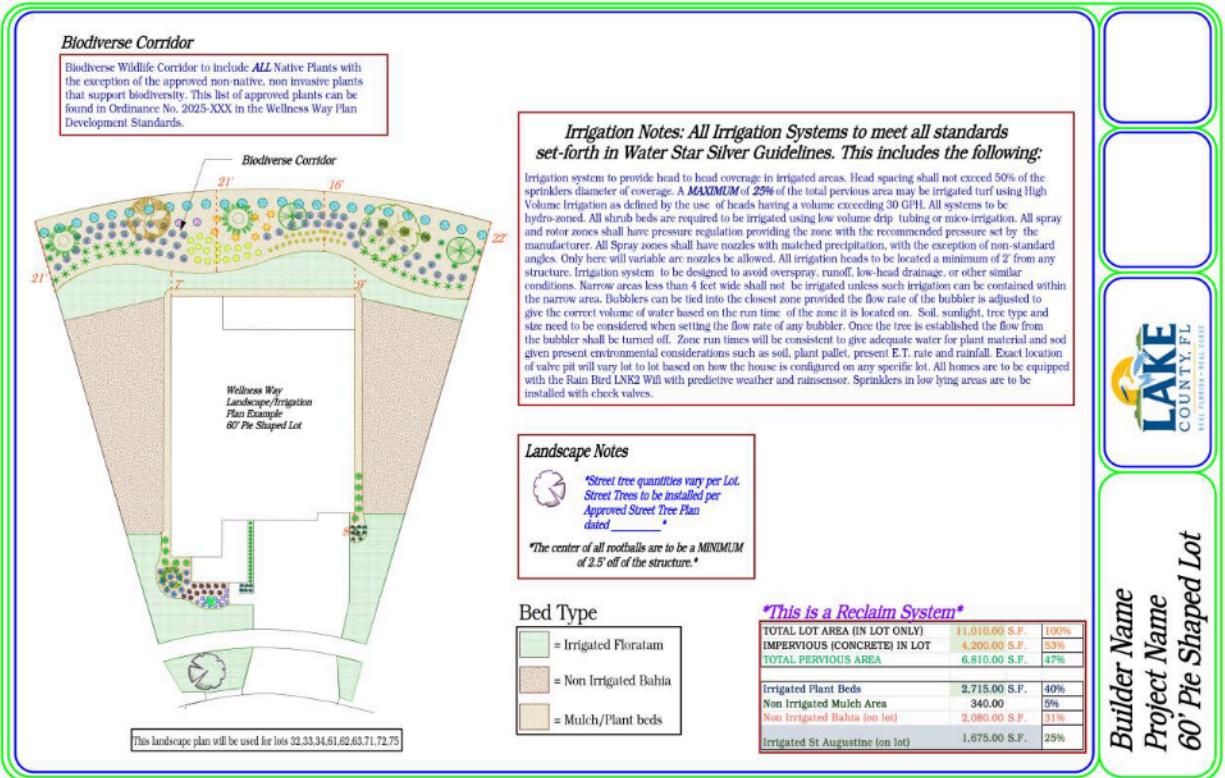 Biodiverse Corridor
Biodiverse Wildlife Corridor to include ALL Native Plants with
the exception of the approved non-native, non invasive plants
that support biodiversity. This list of approved plants can be
found in Ordinance No. 2025-XXX in the Wellness Way Plan
Development Standards.
Biodiverse Corridor
21'
16'
22'
21'
7'
9'
8'
Wellness Way
Landscape/Irrigation
Plan Example
60' Pie Shaped Lot
This landscape plan will be used for lots 32,33,34,61,62,63,71,72,75
Irrigation Notes: All Irrigation Systems to meet all standards
set-forth in Water Star Silver Guidelines. This includes the following:
Irrigation system to provide head to head coverage in irrigated areas. Head spacing shall not exceed 50% of the
sprinklers diameter of coverage. A MAXIMUM of 25% of the total pervious area may be irrigated turf using High
Volume Irrigation as defined by the use of heads having a volume exceeding 30 GPH. All systems to be
hydro-zoned. All shrub beds are required to be irrigated using low volume drip tubing or mico-irrigation. All spray
and rotor zones shall have pressure regulation providing the zone with the recommended pressure set by the
manufacturer. All Spray zones shall have nozzles with matched precipitation, with the exception of non-standard
angles. Only here will variable arc nozzles be allowed. All irrigation heads to be located a minimum of 2' from any
structure. Irrigation system to be designed to avoid overspray, runoff, low-head drainage, or other similar
conditions. Narrow areas less than 4 feet wide shall not be irrigated unless such irrigation can be contained within
the narrow area. Bubblers can be tied into the closest zone provided the flow rate of the bubbler is adjusted to
give the correct volume of water based on the run time of the zone it is located on. Soil, sunlight, tree type and
size need to be considered when setting the flow rate of any bubbler. Once the tree is established the flow from
the bubbler shall be turned off. Zone run times will be consistent to give adequate water for plant material and sod
given present environmental considerations such as soil, plant pallet, present E.T. rate and rainfall. Exact location
of valve pit will vary lot to lot based on how the house is configured on any specific lot. All homes are to be equipped
with the Rain Bird LNK2 Wifi with predictive weather and rainsensor. Sprinklers in low lying areas are to be
installed with check valves.
Landscape Notes
*Street tree quantities vary per Lot.
Street Trees to be installed per
Approved Street Tree Plan
dated ________*
*The center of all rootballs are to be a MINIMUM
of 2.5' off of the structure.*
Bed Type
= Irrigated Floratam
= Non Irrigated Bahia
= Mulch/Plant beds
*This is a Reclaim System*
TOTAL LOT AREA (IN LOT ONLY) 11,010.00 S.F. 100%
IMPERVIOUS (CONCRETE) IN LOT 4,200.00 S.F. 53%
TOTAL PERVIOUS AREA 6,810.00 S.F. 47%
Irrigated Plant Beds 2,715.00 S.F. 40%
Non Irrigated Mulch Area 340.00 5%
Non Irrigated Bahia (on lot) 2,080.00 S.F. 31%
Irrigated St Augustine (on lot) 1,675.00 S.F. 25%
LAKE
COUNTY, FL
REAL FLORIDA • REAL CLOSE
Builder Name
Project Name
60' Pie Shaped Lot